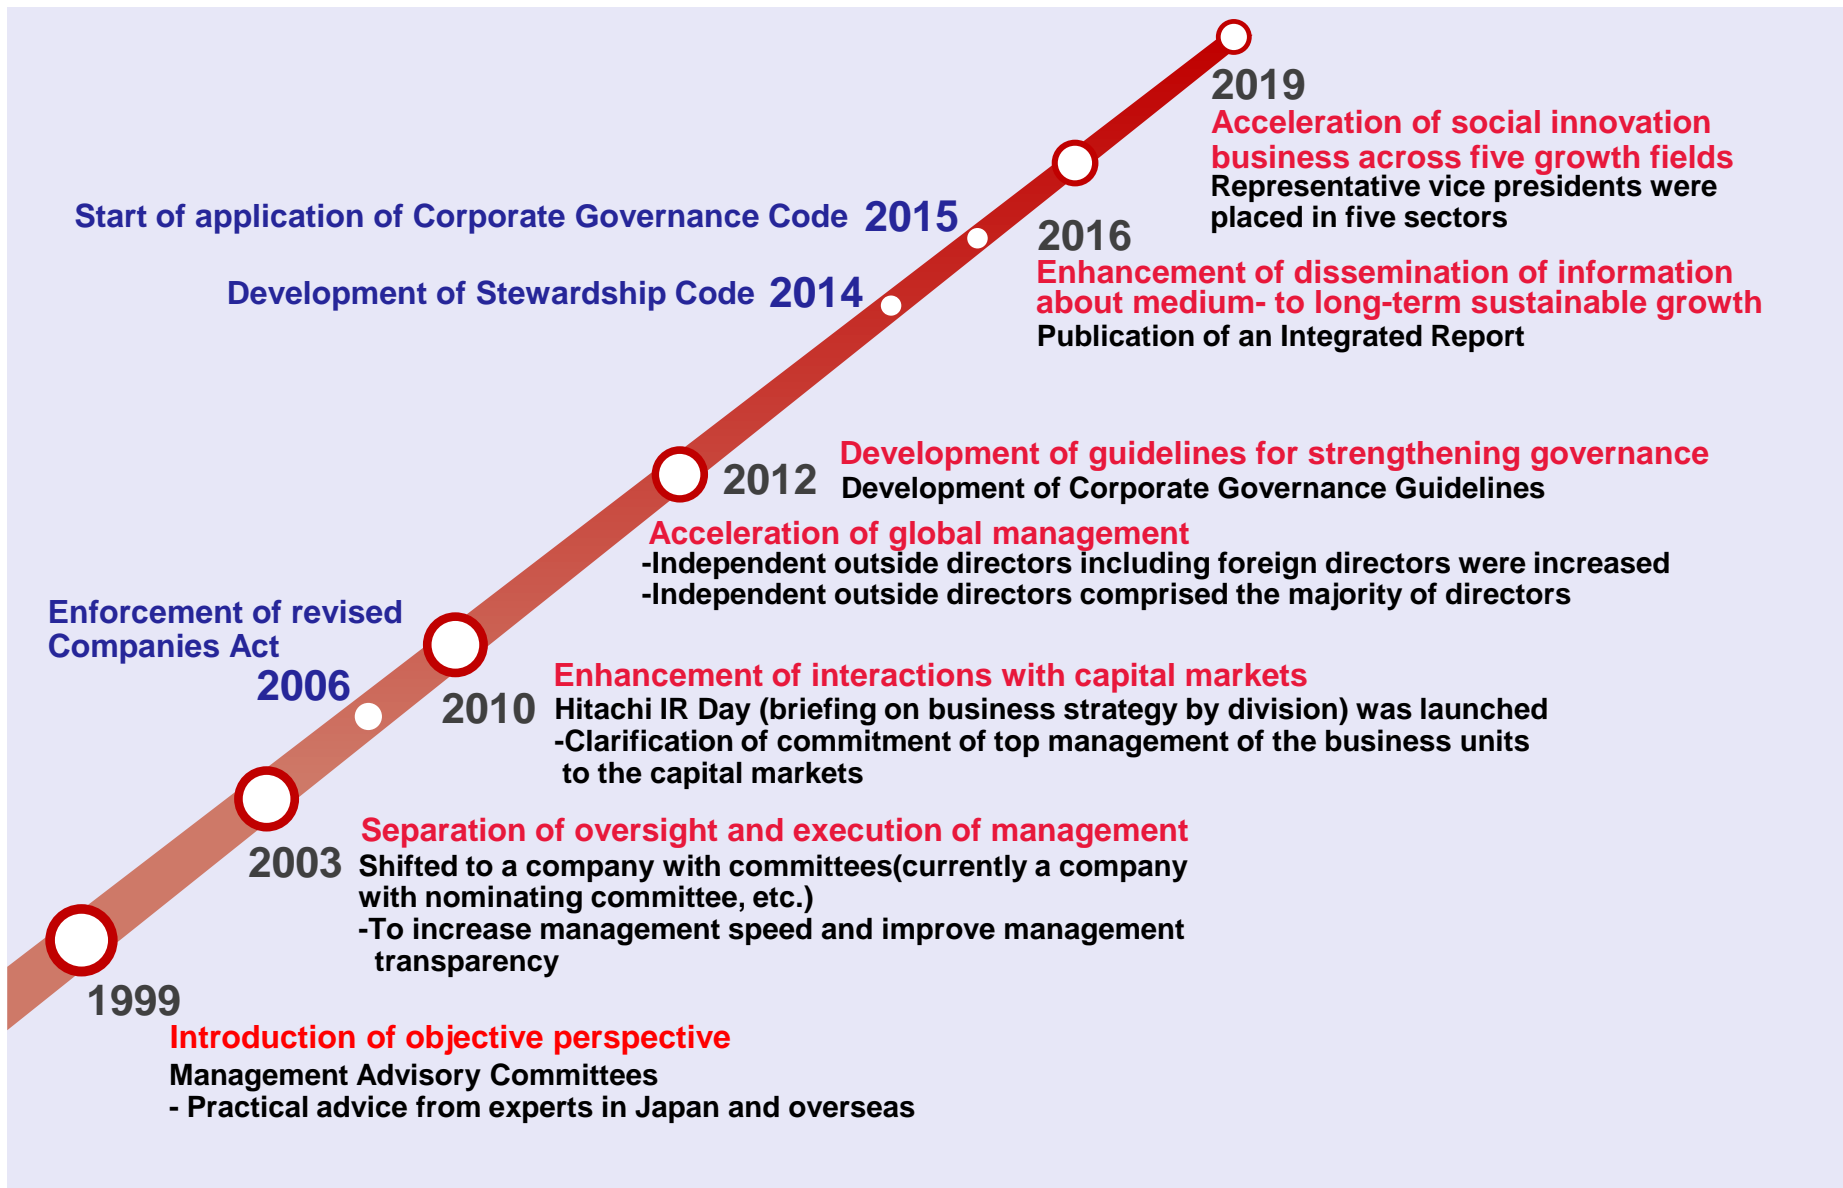 2019
Acceleration of social innovation
business across five growth fields
Representative vice presidents were
placed in five sectors
Start of application of Corporate Governance Code 2015
2016
Enhancement of dissemination of information
about medium- to long-term sustainable growth
Publication of an Integrated Report
Development of Stewardship Code 2014
2012
Development of guidelines for strengthening governance
Development of Corporate Governance Guidelines
Acceleration of global management
-Independent outside directors including foreign directors were increased
-Independent outside directors comprised the majority of directors
Enforcement of revised
Companies Act
2006
2010
Enhancement of interactions with capital markets
Hitachi IR Day (briefing on business strategy by division) was launched
-Clarification of commitment of top management of the business units
to the capital markets
2003
Separation of oversight and execution of management
Shifted to a company with committees(currently a company
with nominating committee, etc.)
-To increase management speed and improve management
transparency
1999
Introduction of objective perspective
Management Advisory Committees
- Practical advice from experts in Japan and overseas